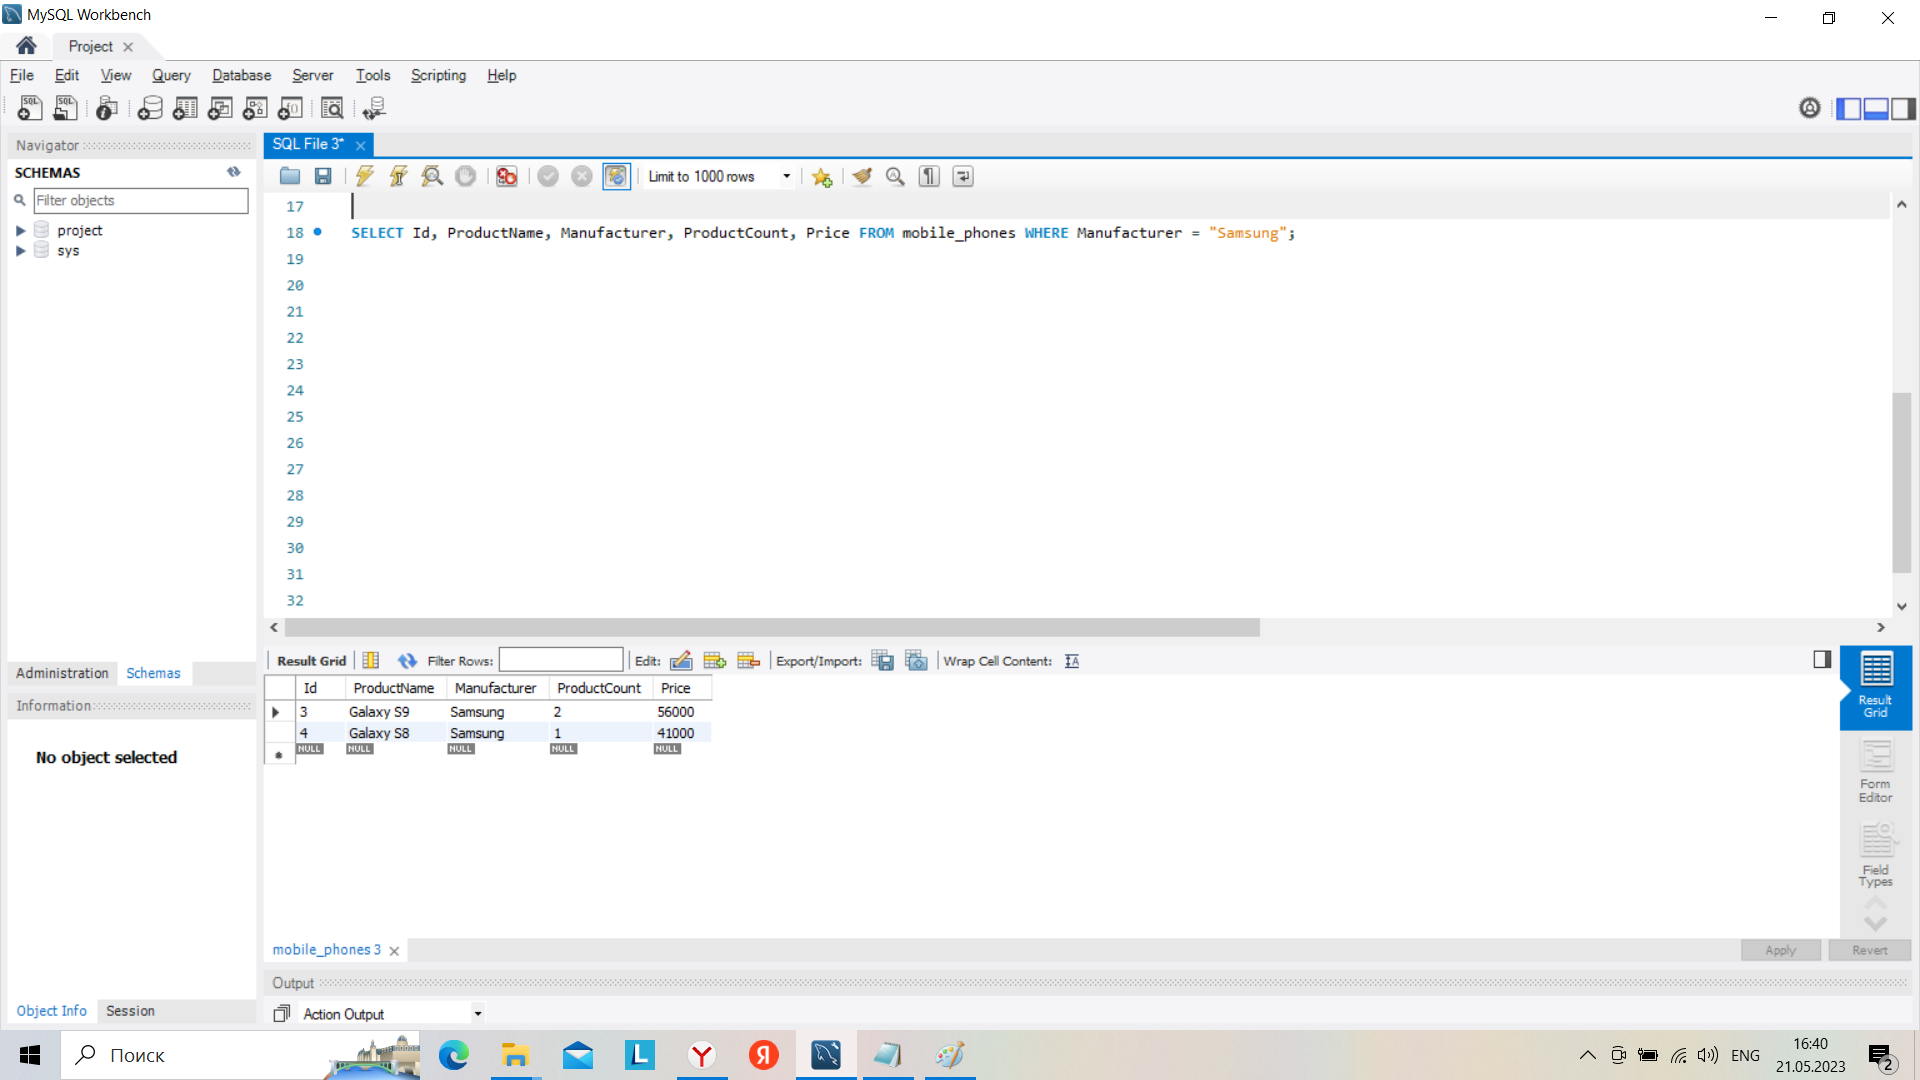 MySQL Workbench
Project
File Edit View Query Database Server Tools Scripting Help
Navigator
SCHEMAS
Filter objects
project
sys
Administration Schemas
Information
No object selected
Object Info Session
SQL File 3*
Limit to 1000 rows
17
18 SELECT Id, ProductName, Manufacturer, ProductCount, Price FROM mobile_phones WHERE Manufacturer = "Samsung";
19
20
21
22
23
24
25
26
27
28
29
30
31
32
Result Grid Filter Rows: Edit: Export/Import: Wrap Cell Content:
Id ProductName Manufacturer ProductCount Price
3 Galaxy S9 Samsung 2 56000
4 Galaxy S8 Samsung 1 41000
NULL NULL NULL NULL NULL
Result
Grid
Form
Editor
Field
Types
mobile_phones 3
Apply Revert
Output
Action Output
Поиск
ENG
16:40
21.05.2023
2